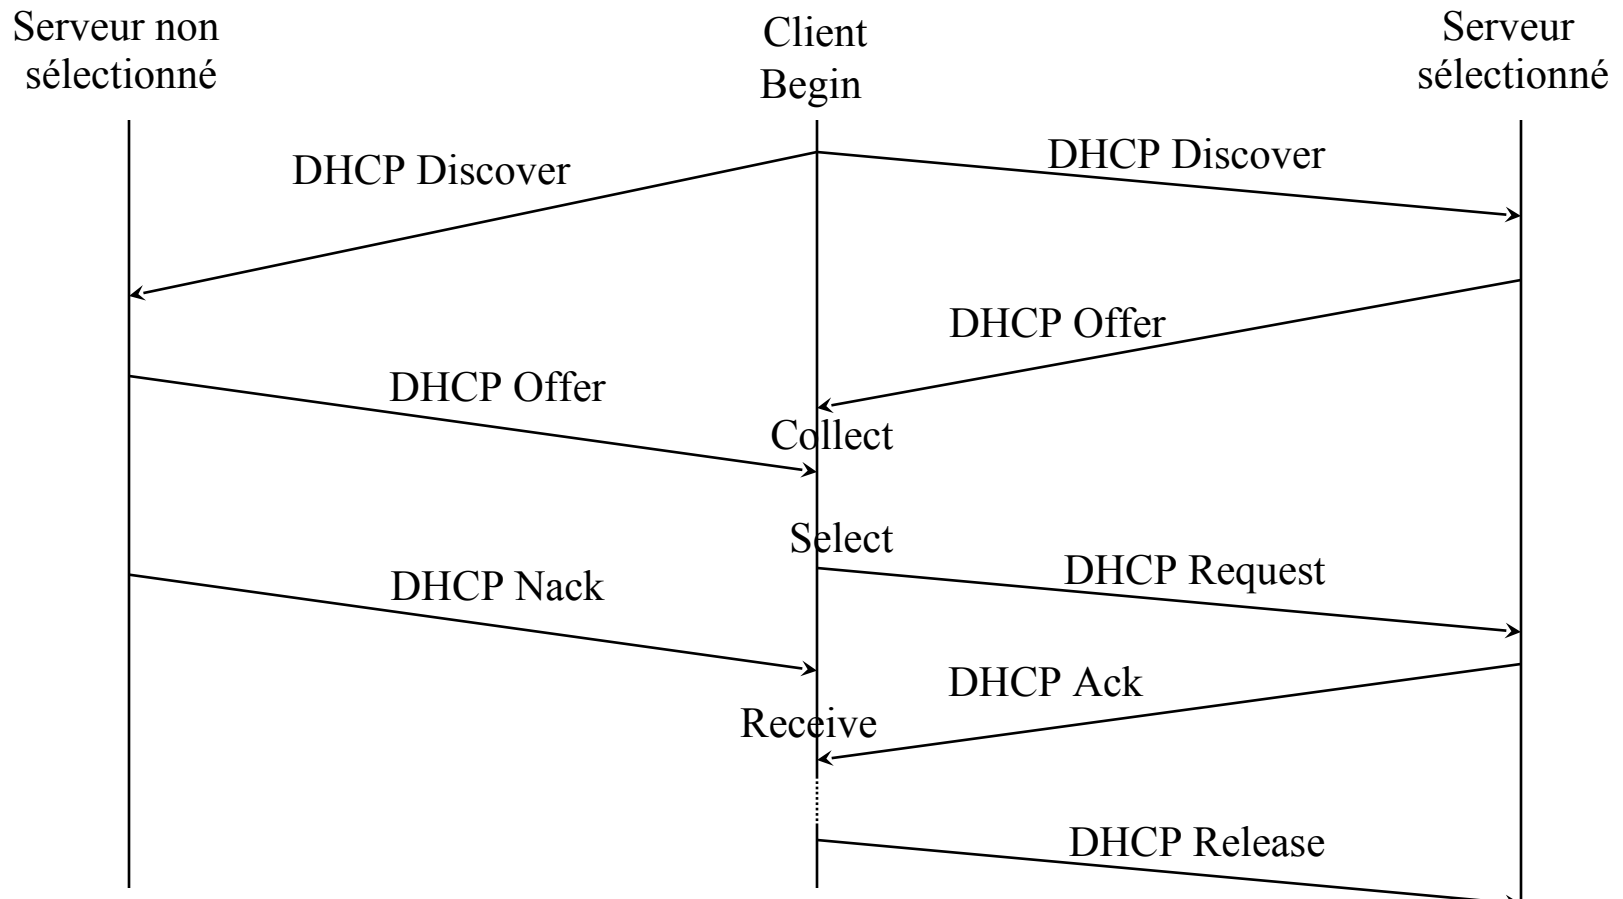 Serveur non
sélectionné
Client
Begin
Serveur
sélectionné
DHCP Discover
DHCP Discover
DHCP Offer
DHCP Offer
Collect
Select
DHCP Request
DHCP Nack
DHCP Ack
Receive
DHCP Release